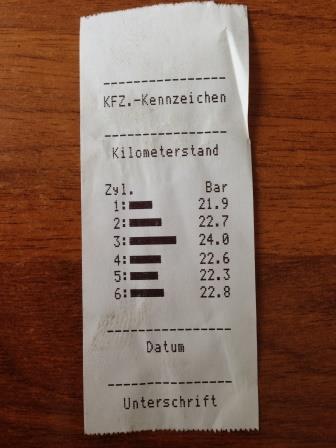 KFZ.-Kennzeichen
Kilometerstand
Zyl. Bar
1: 21.9
2: 22.7
3: 24.0
4: 22.6
5: 22.3
6: 22.8
Datum
Unterschrift